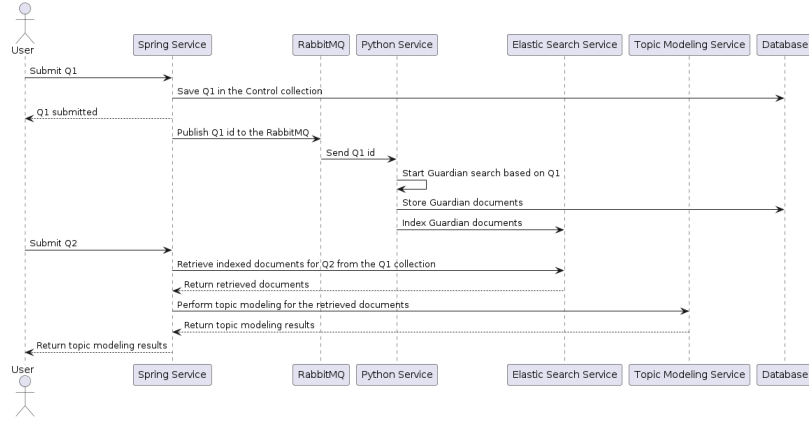 User
Spring Service
RabbitMQ
Python Service
Elastic Search Service
Topic Modeling Service
Database
Submit Q1
Save Q1 in the Control collection
Q1 submitted
Publish Q1 id to the RabbitMQ
Send Q1 id
Start Guardian search based on Q1
Store Guardian documents
Index Guardian documents
Submit Q2
Retrieve indexed documents for Q2 from the Q1 collection
Return retrieved documents
Perform topic modeling for the retrieved documents
Return topic modeling results
Return topic modeling results
User
Spring Service
RabbitMQ
Python Service
Elastic Search Service
Topic Modeling Service
Database